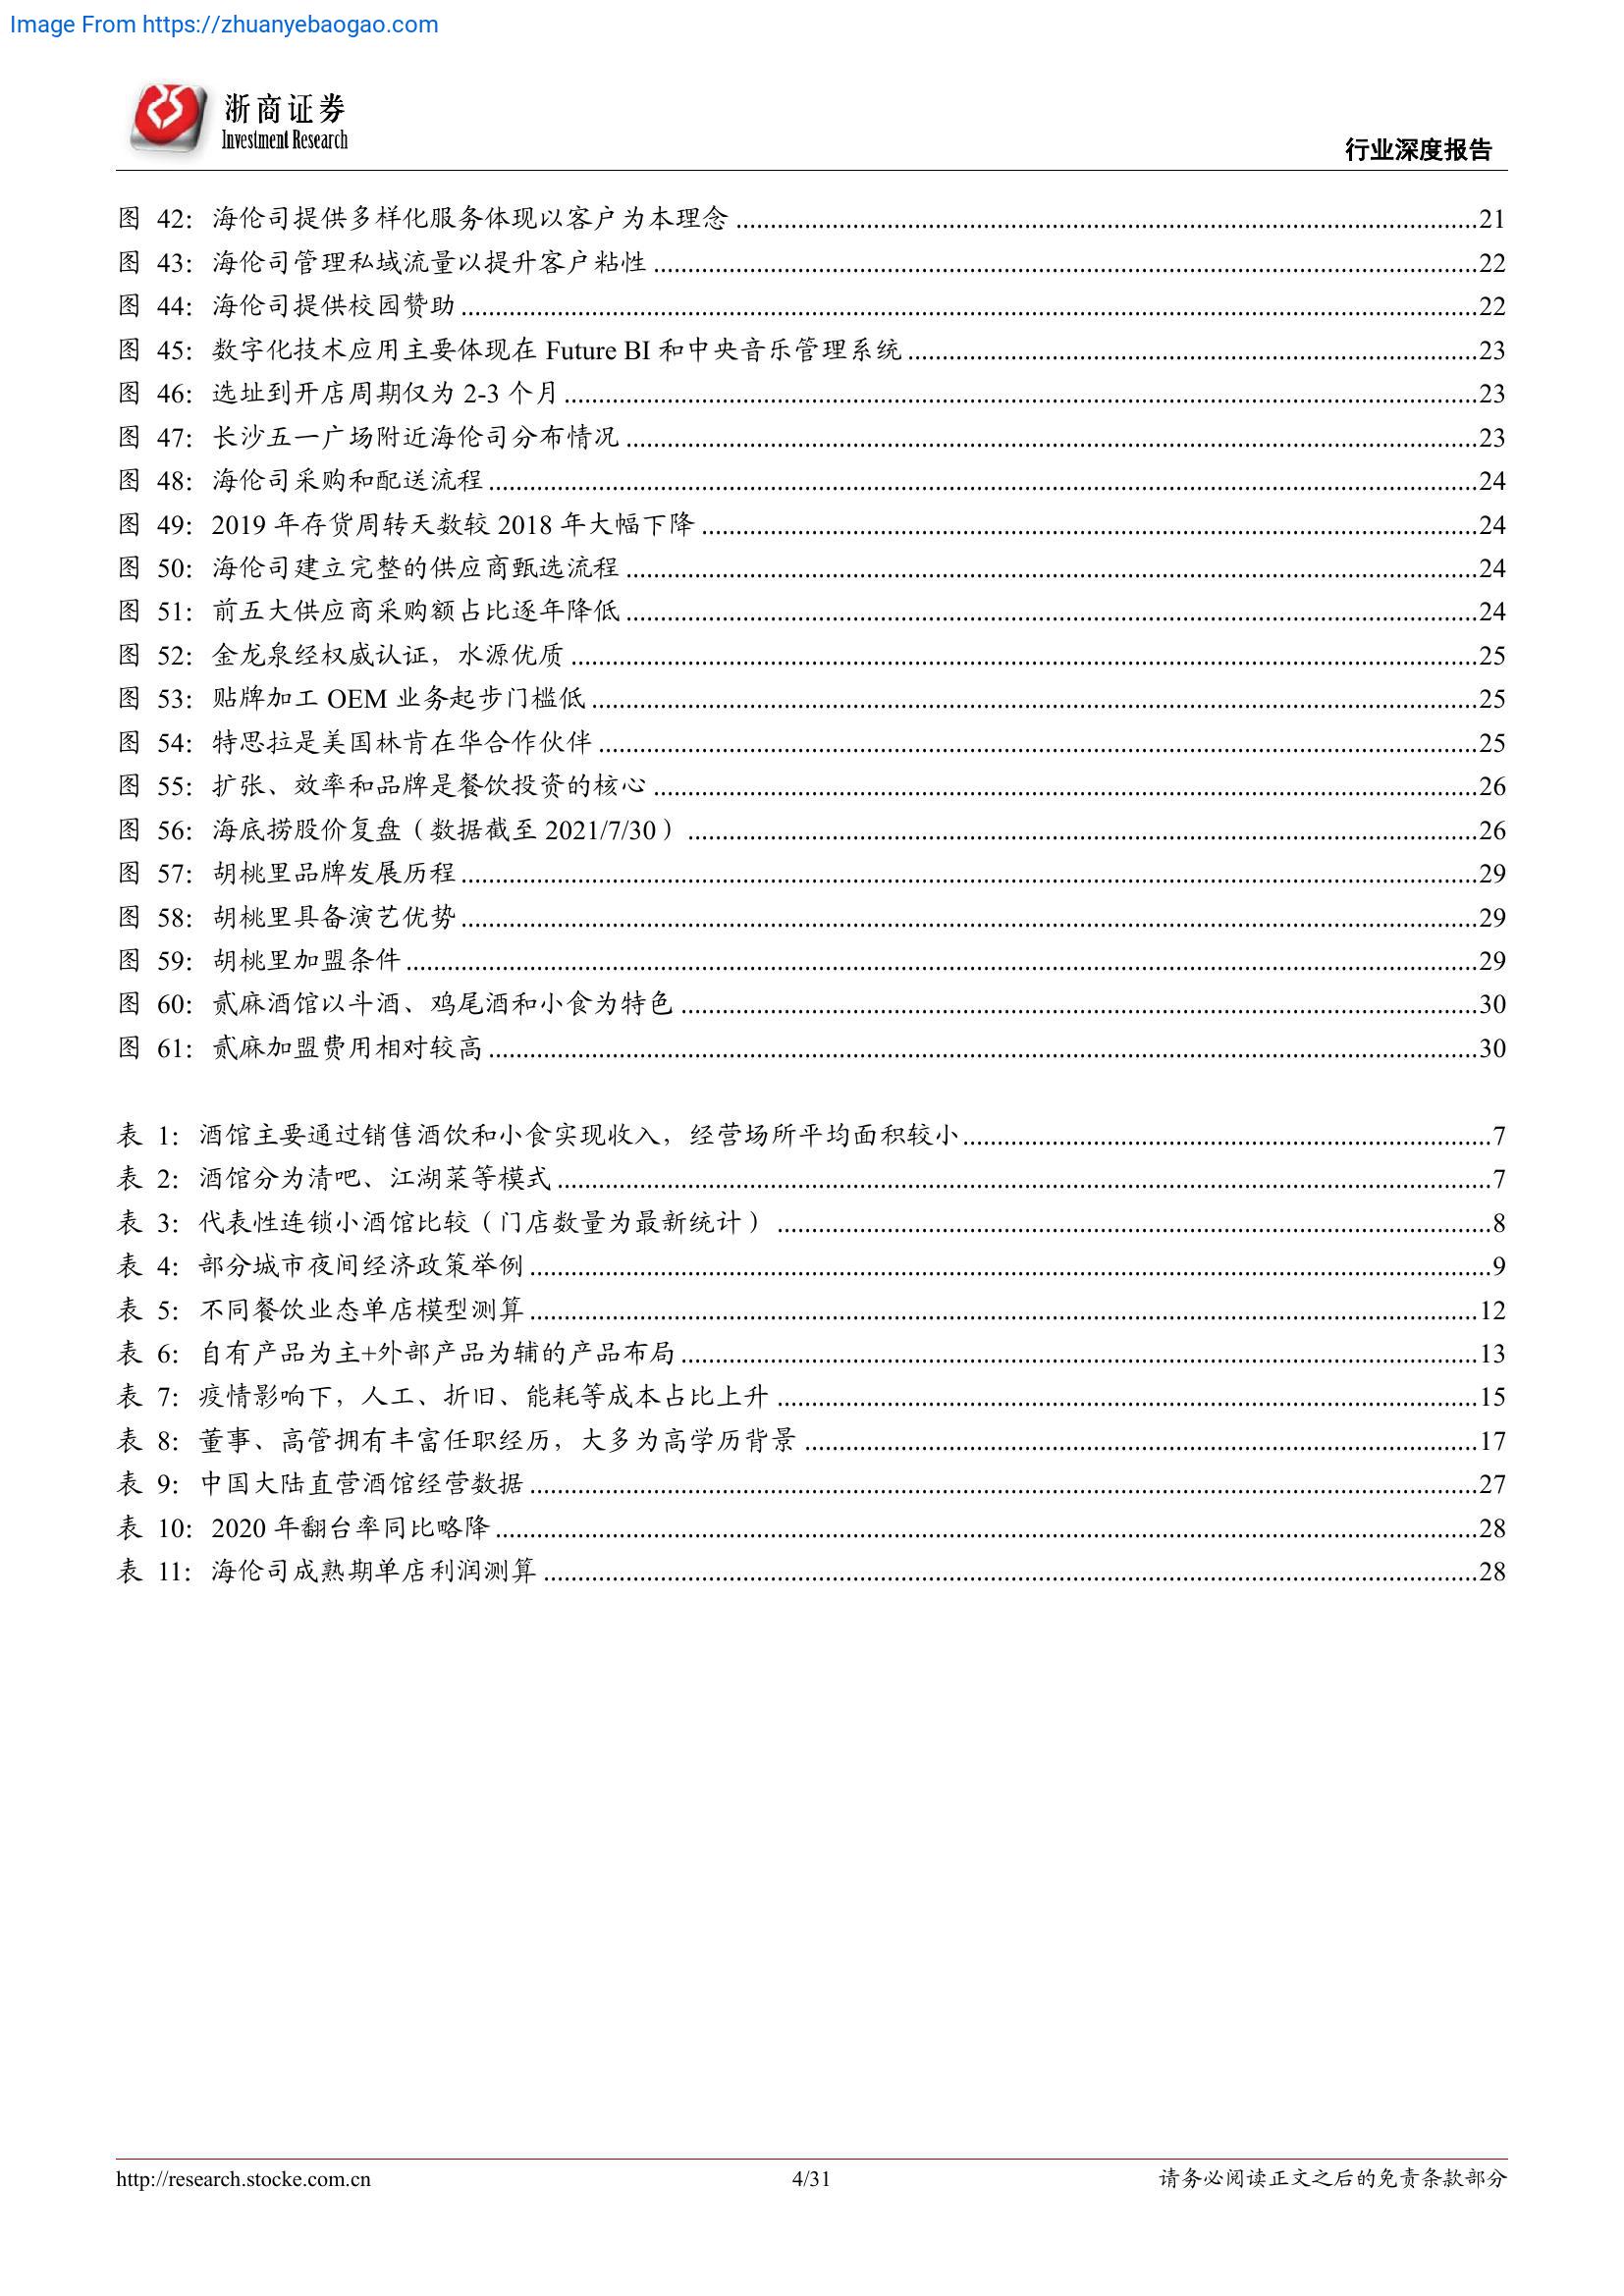 Image From https://zhuanyebaogao.com
浙商证券
Investment Research
行业深度报告
图 42：海伦司提供多样化服务体现以客户为本理念 ........ 21
图 43：海伦司管理私域流量以提升客户粘性 ........ 22
图 44：海伦司提供校园赞助 ........ 22
图 45：数字化技术应用主要体现在 Future BI 和中央音乐管理系统 ........ 23
图 46：选址到开店周期仅为 2-3 个月 ........ 23
图 47：长沙五一广场附近海伦司分布情况 ........ 23
图 48：海伦司采购和配送流程 ........ 24
图 49：2019 年存货周转天数较 2018 年大幅下降 ........ 24
图 50：海伦司建立完整的供应商甄选流程 ........ 24
图 51：前五大供应商采购额占比逐年降低 ........ 24
图 52：金龙泉经权威认证，水源优质 ........ 25
图 53：贴牌加工 OEM 业务起步门槛低 ........ 25
图 54：特思拉是美国林肯在华合作伙伴 ........ 25
图 55：扩张、效率和品牌是餐饮投资的核心 ........ 26
图 56：海底捞股价复盘（数据截至 2021/7/30） ........ 26
图 57：胡桃里品牌发展历程 ........ 29
图 58：胡桃里具备演艺优势 ........ 29
图 59：胡桃里加盟条件 ........ 29
图 60：贰麻酒馆以斗酒、鸡尾酒和小食为特色 ........ 30
图 61：贰麻加盟费用相对较高 ........ 30
表 1：酒馆主要通过销售酒饮和小食实现收入，经营场所平均面积较小 ........ 7
表 2：酒馆分为清吧、江湖菜等模式 ........ 7
表 3：代表性连锁小酒馆比较（门店数量为最新统计） ........ 8
表 4：部分城市夜间经济政策举例 ........ 9
表 5：不同餐饮业态单店模型测算 ........ 12
表 6：自有产品为主+外部产品为辅的产品布局 ........ 13
表 7：疫情影响下，人工、折旧、能耗等成本占比上升 ........ 15
表 8：董事、高管拥有丰富任职经历，大多为高学历背景 ........ 17
表 9：中国大陆直营酒馆经营数据 ........ 27
表 10：2020 年翻台率同比略降 ........ 28
表 11：海伦司成熟期单店利润测算 ........ 28
http://research.stocke.com.cn
4/31
请务必阅读正文之后的免责条款部分